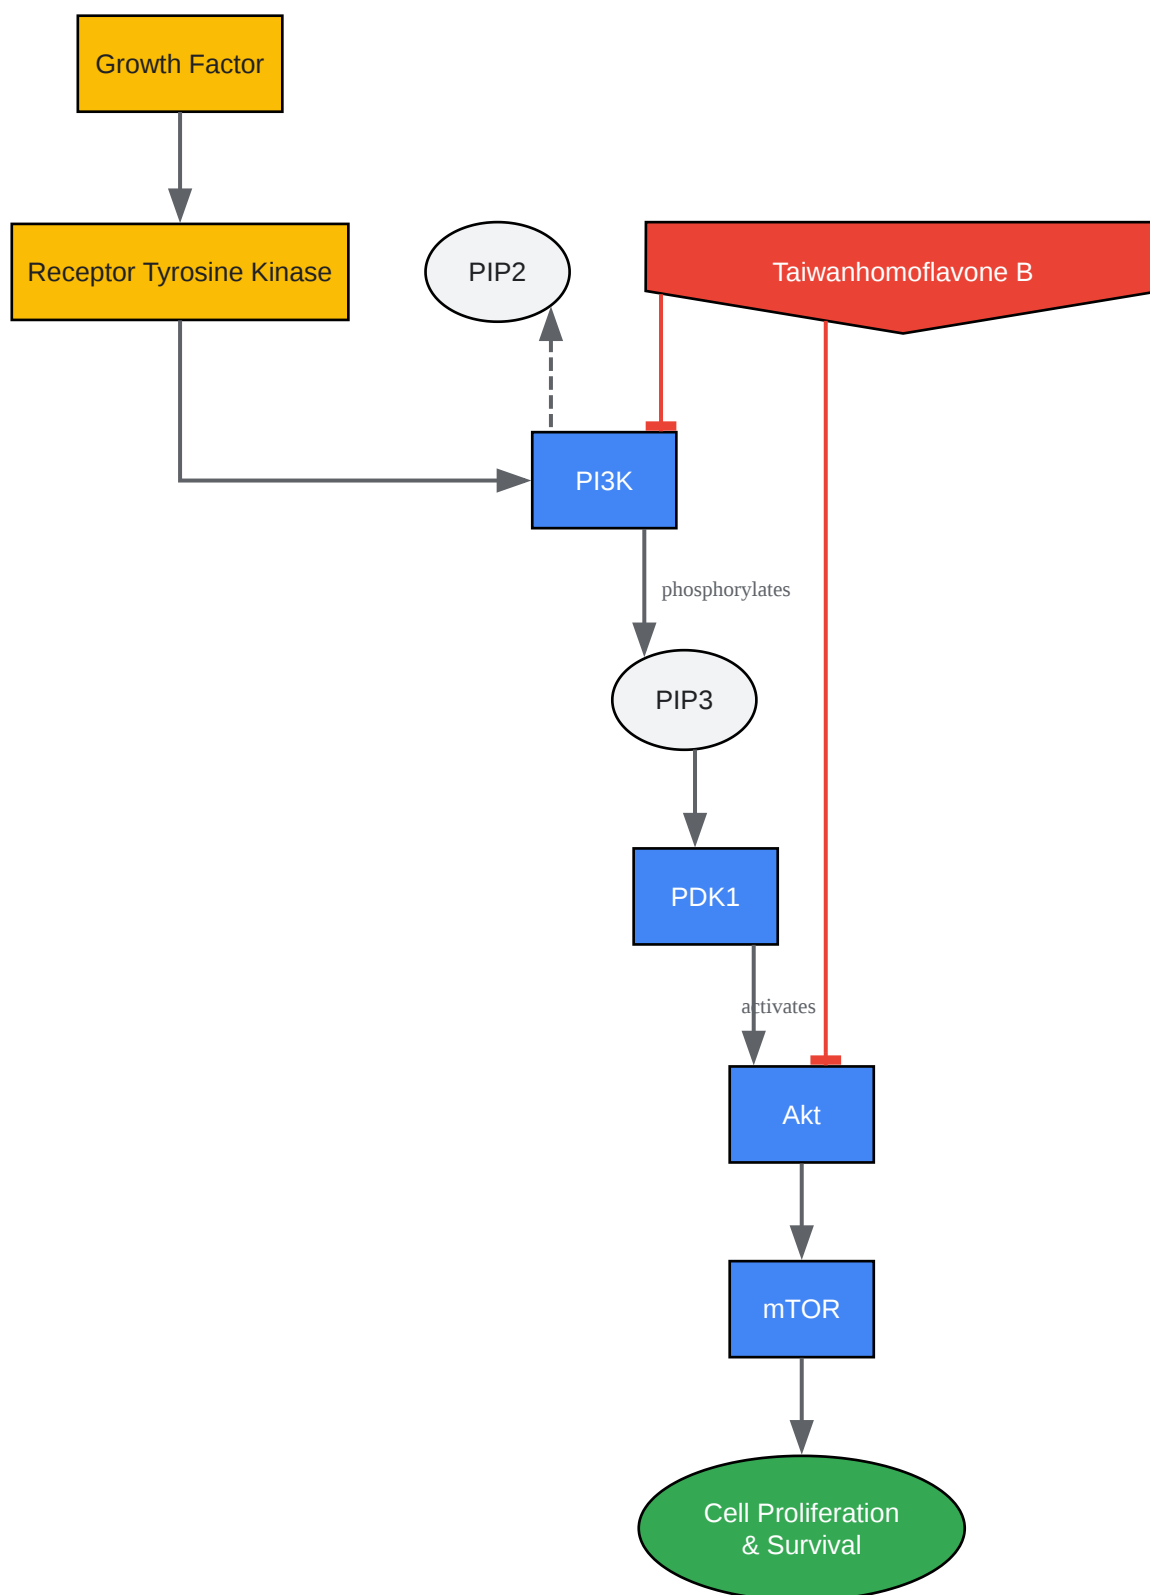 Growth Factor
Receptor Tyrosine Kinase
PIP2
Taiwanhomoflavone B
PI3K
phosphorylates
PIP3
PDK1
activates
Akt
mTOR
Cell Proliferation
& Survival